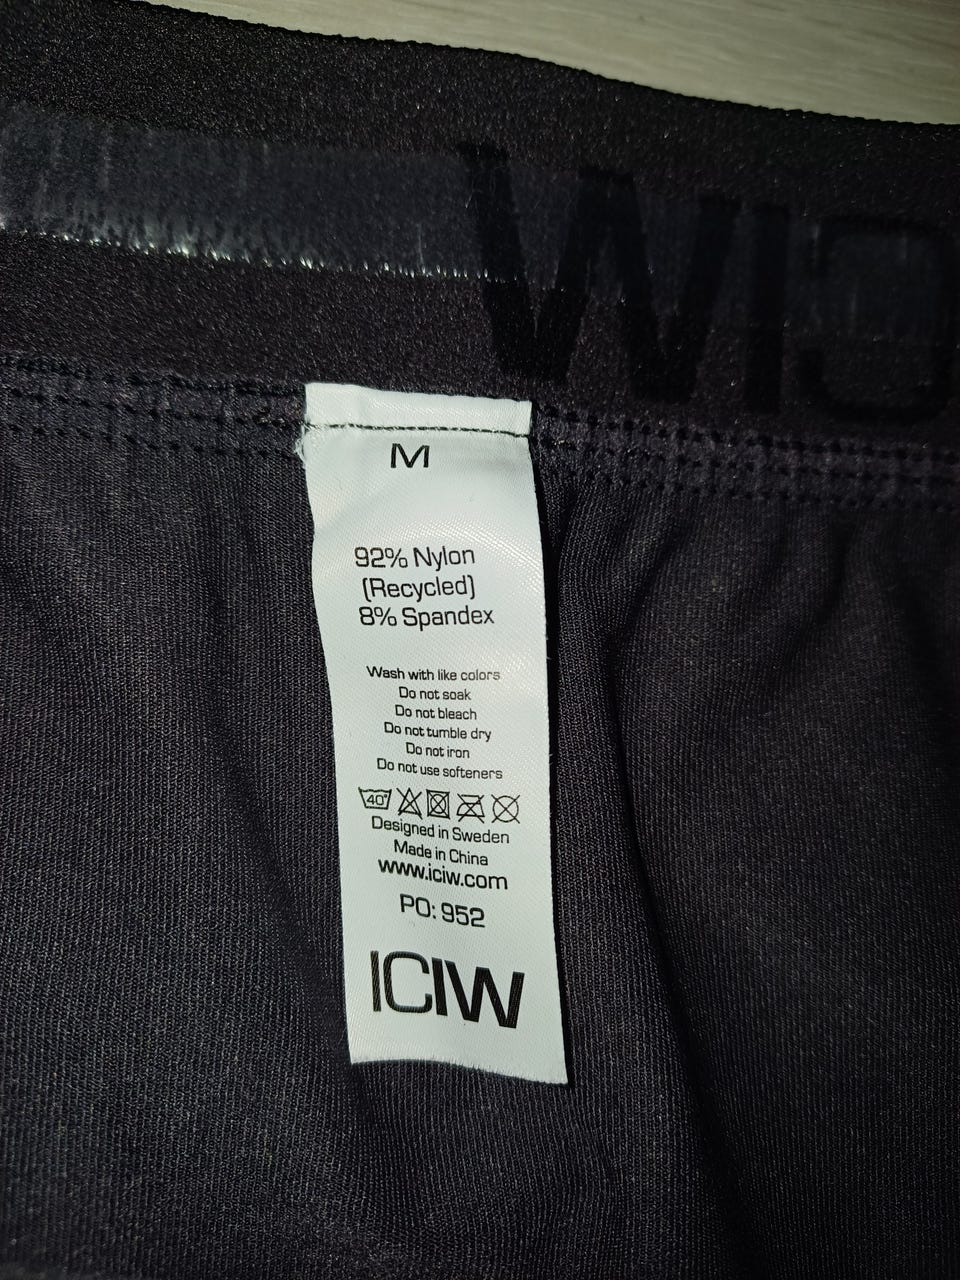 M
92% Nylon
(Recycled)
8% Spandex
Wash with like colors
Do not soak
Do not bleach
Do not tumble dry
Do not iron
Do not use softeners
40°
Designed in Sweden
Made in China
www.iciw.com
PO: 952
ICIW